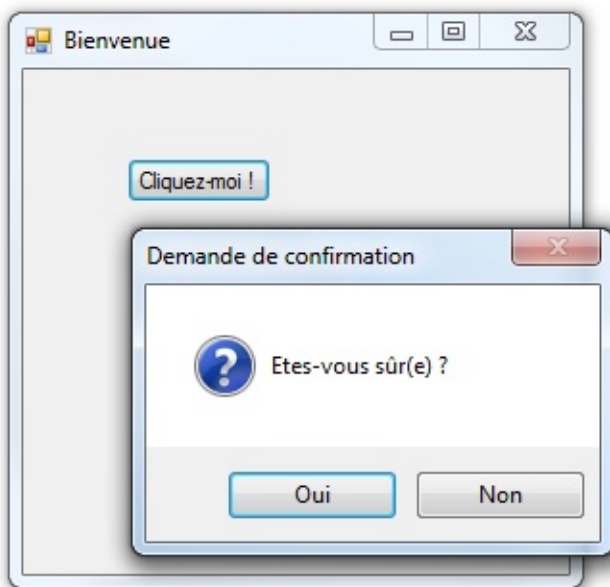 Bienvenue
Cliquez-moi !
Demande de confirmation
Etes-vous sûr(e) ?
Oui
Non